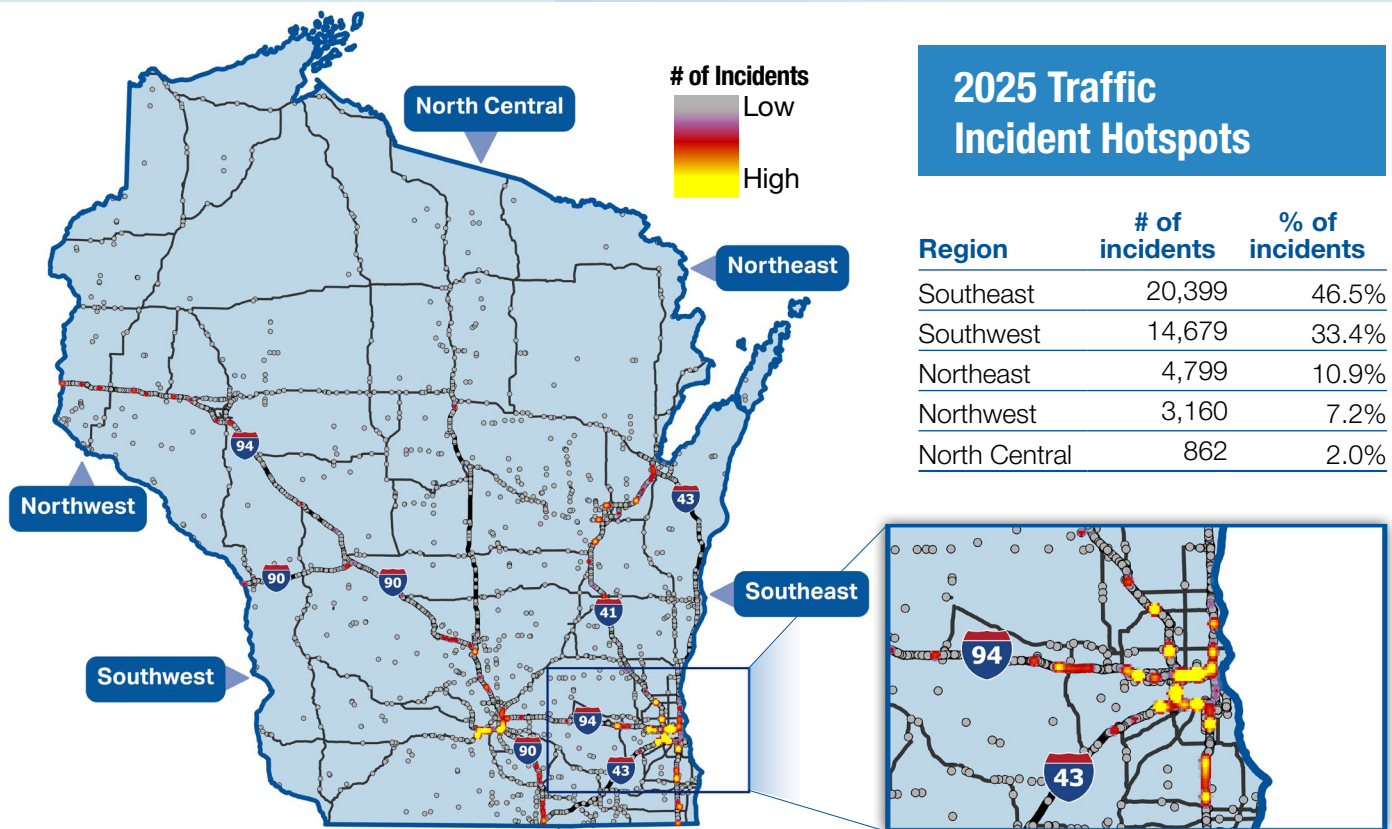 # of Incidents
Low
High
2025 Traffic
Incident Hotspots
North Central
Northeast
Northwest
Southeast
Southwest
94
43
90
90
41
94
90
43
Region # of incidents % of incidents
Southeast 20,399 46.5%
Southwest 14,679 33.4%
Northeast 4,799 10.9%
Northwest 3,160 7.2%
North Central 862 2.0%
94
43